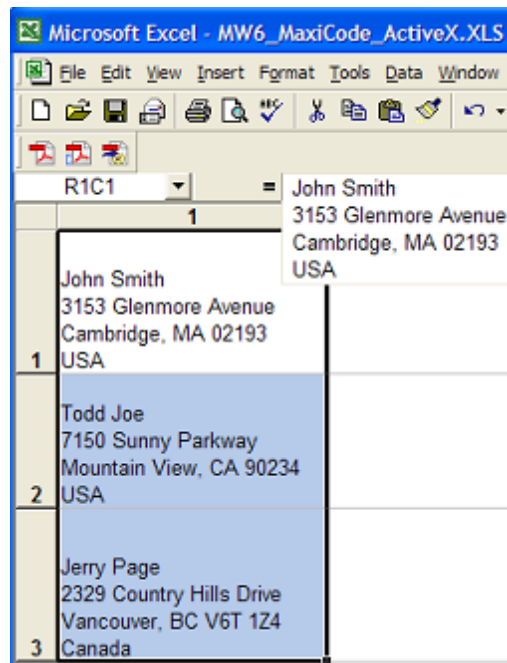 Microsoft Excel - MW6_MaxiCode_ActiveX.XLS
File Edit View Insert Format Tools Data Window
R1C1 = John Smith
3153 Glenmore Avenue
Cambridge, MA 02193
USA
1
John Smith
3153 Glenmore Avenue
Cambridge, MA 02193
1 USA
Todd Joe
7150 Sunny Parkway
Mountain View, CA 90234
2 USA
Jerry Page
2329 Country Hills Drive
Vancouver, BC V6T 1Z4
3 Canada